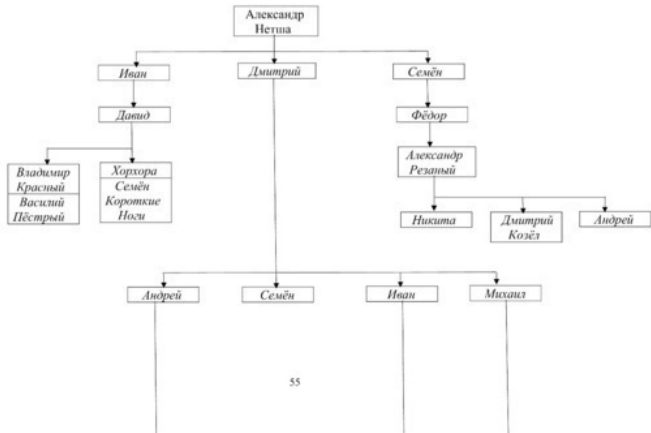 Александр
Нетша
Иван
Дмитрий
Семён
Давид
Фёдор
Владимир
Красный
Василий
Пёстрый
Хорхора
Семён
Короткие
Ноги
Александр
Резаный
Никита
Дмитрий
Козёл
Андрей
Андрей
Семён
Иван
Михаил
55